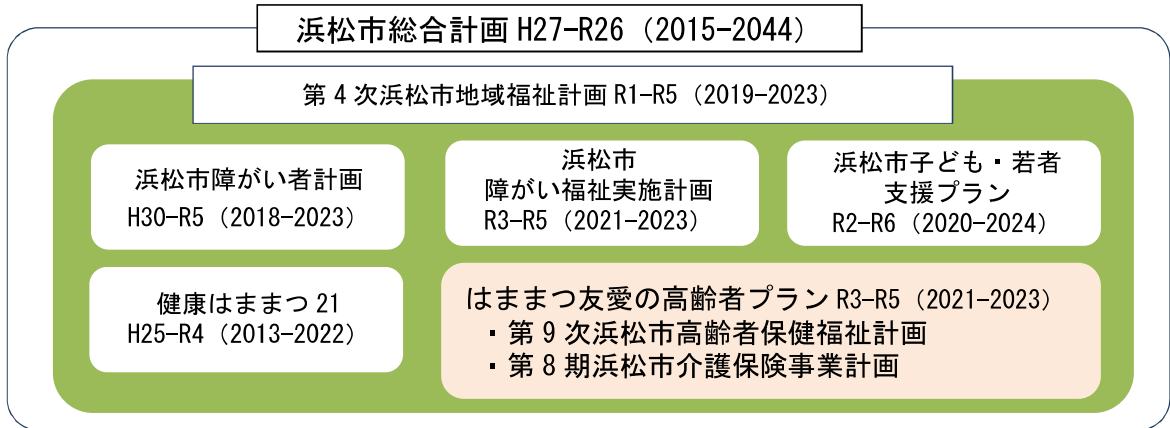 浜松市総合計画 H27-R26（2015-2044）
第４次浜松市地域福祉計画 R1-R5（2019-2023）
浜松市障がい者計画
H30-R5（2018-2023）
浜松市
障がい福祉実施計画
R3-R5（2021-2023）
浜松市子ども・若者
支援プラン
R2-R6（2020-2024）
健康はままつ 21
H25-R4（2013-2022）
はままつ友愛の高齢者プラン R3-R5（2021-2023）
・第９次浜松市高齢者保健福祉計画
・第８期浜松市介護保険事業計画